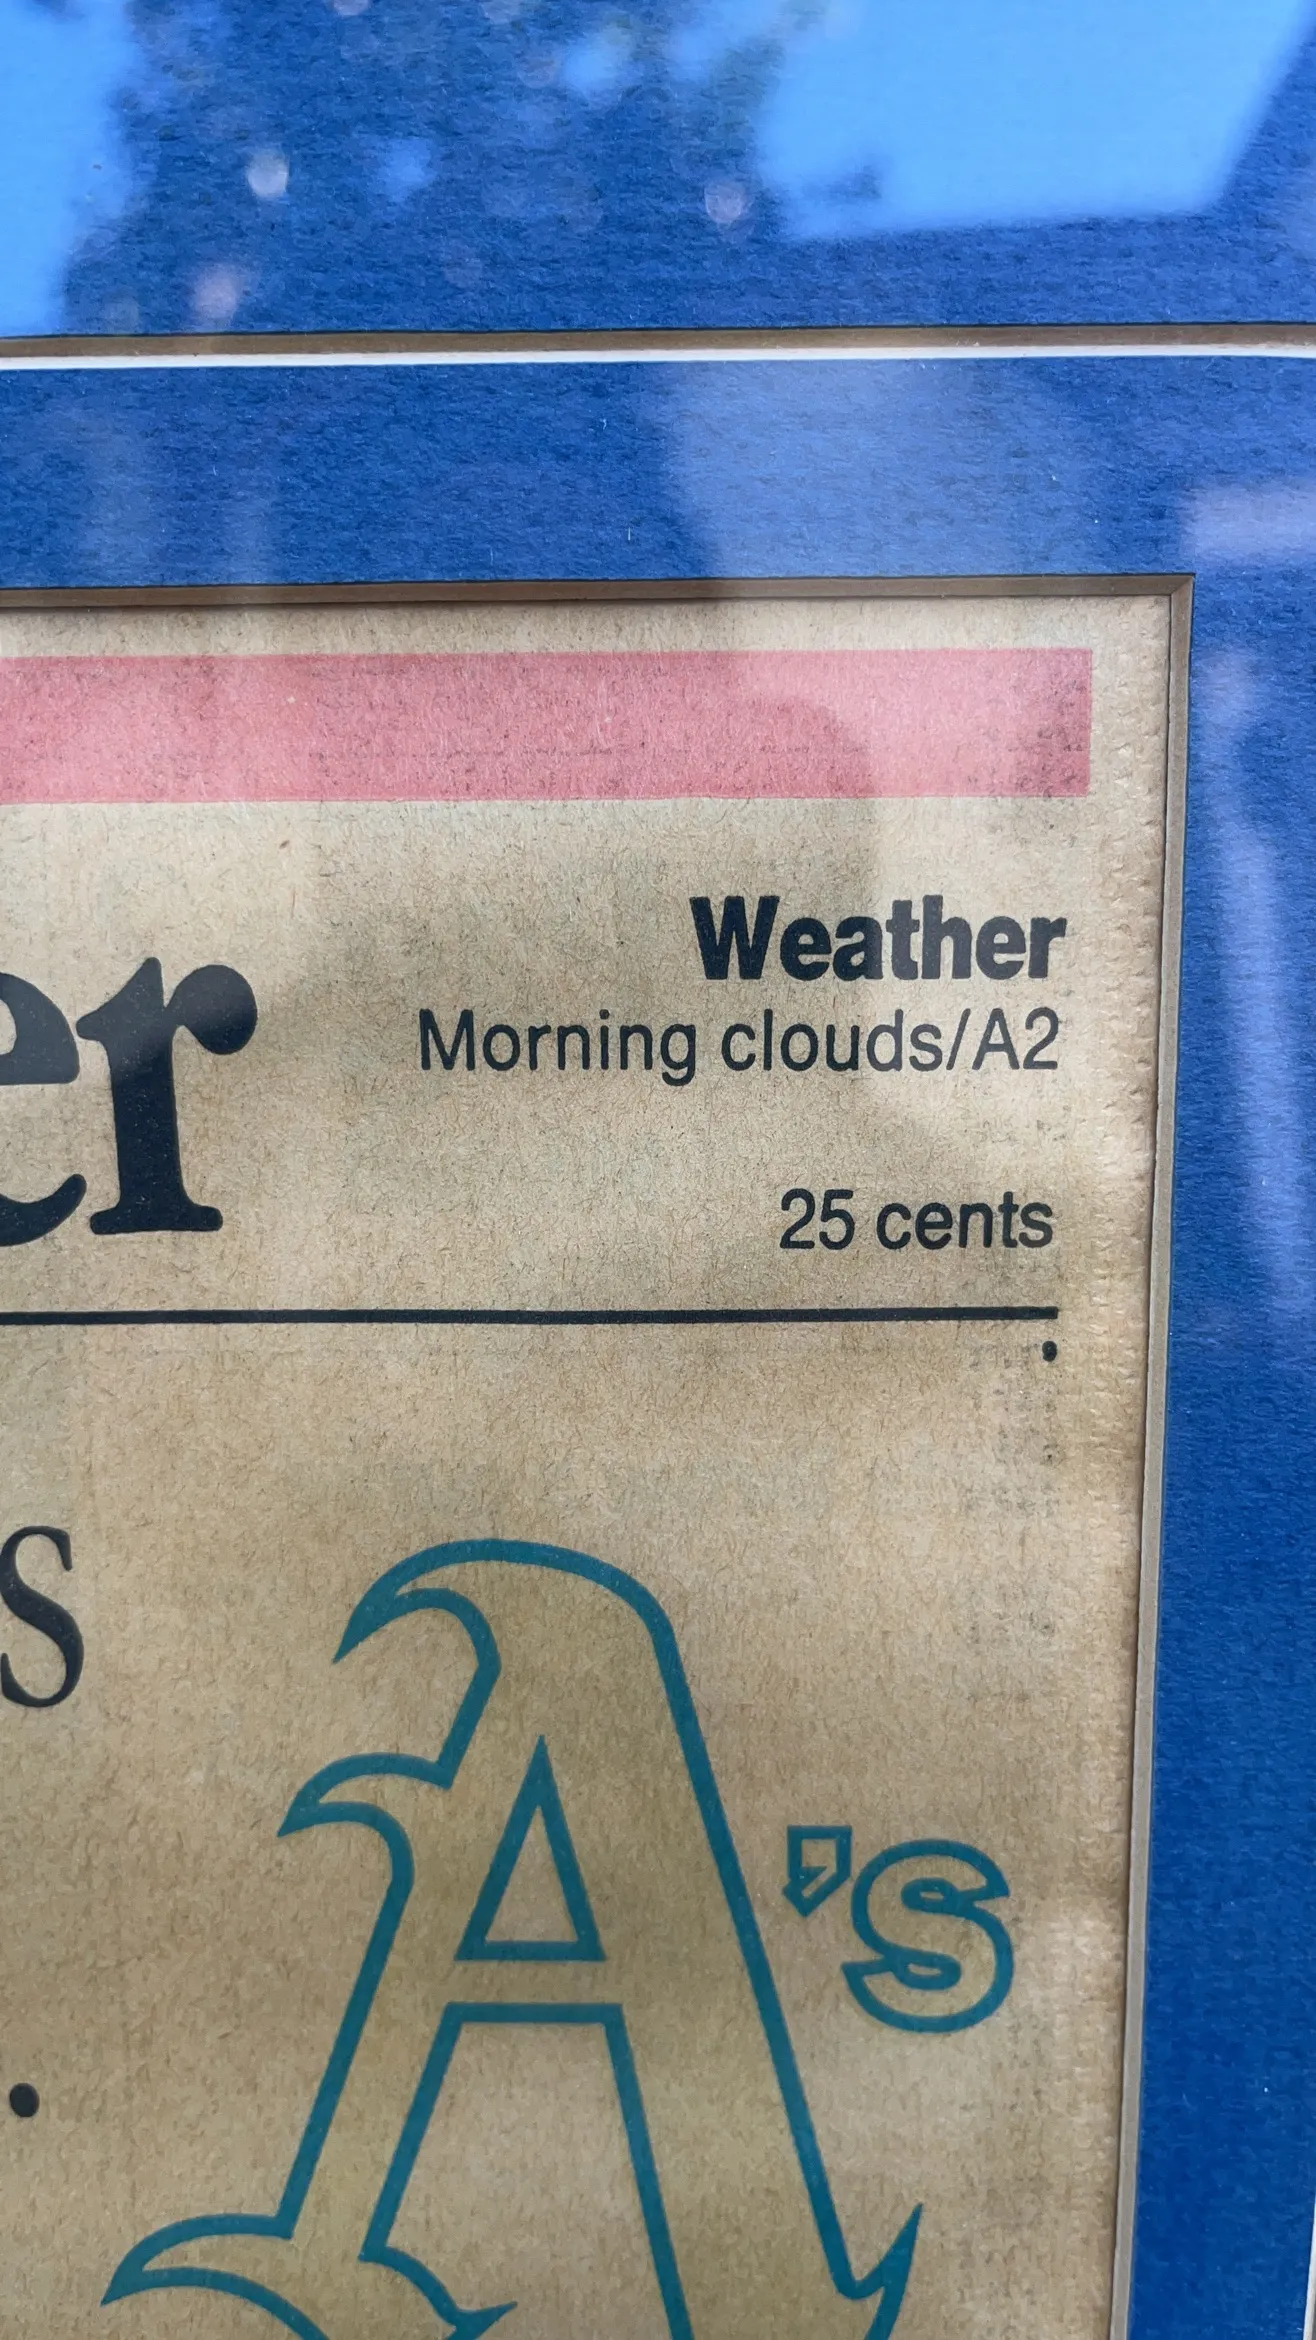 Weather
Morning clouds/A2
er
25 cents
s
A's
.